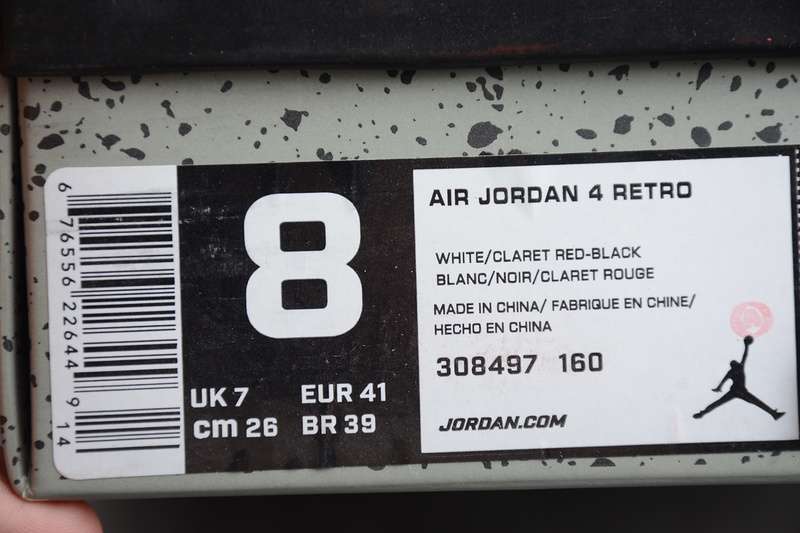 6 76556 22644 9 14
8
UK 7 EUR 41
cm 26 BR 39
AIR JORDAN 4 RETRO
WHITE/CLARET RED-BLACK
BLANC/NOIR/CLARET ROUGE
MADE IN CHINA/ FABRIQUE EN CHINE/
HECHO EN CHINA
308497 160
JORDAN.COM